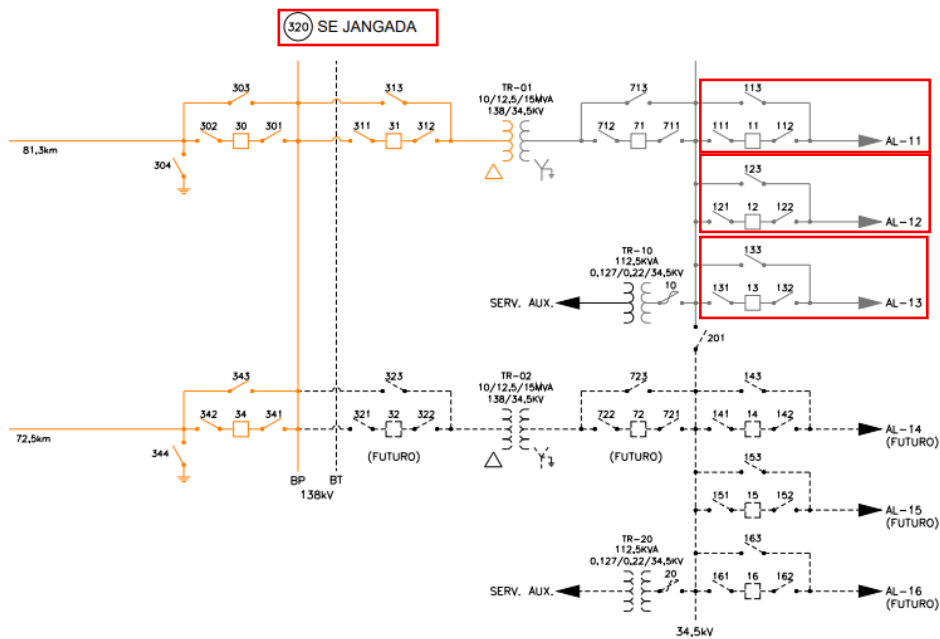 320 SE JANGADA
303
313
TR-01
10/12,5/15MVA
138/34,5KV
713
113
302 30 301
311 31 312
712 71 711
111 11 112
AL-11
81,3km
304
123
121 12 122
AL-12
TR-10
112,5KVA
0,127/0,22/34,5KV
133
SERV. AUX.
10
131 13 132
AL-13
201
343
323
TR-02
10/12,5/15MVA
138/34,5KV
723
143
342 34 341
321 32 322
722 72 721
141 14 142
AL-14
(FUTURO)
72,5km
344
(FUTURO)
(FUTURO)
BP BT
138kV
153
151 15 152
AL-15
(FUTURO)
TR-20
112,5KVA
0,127/0,22/34,5KV
163
SERV. AUX.
20
161 16 162
AL-16
(FUTURO)
34,5kV